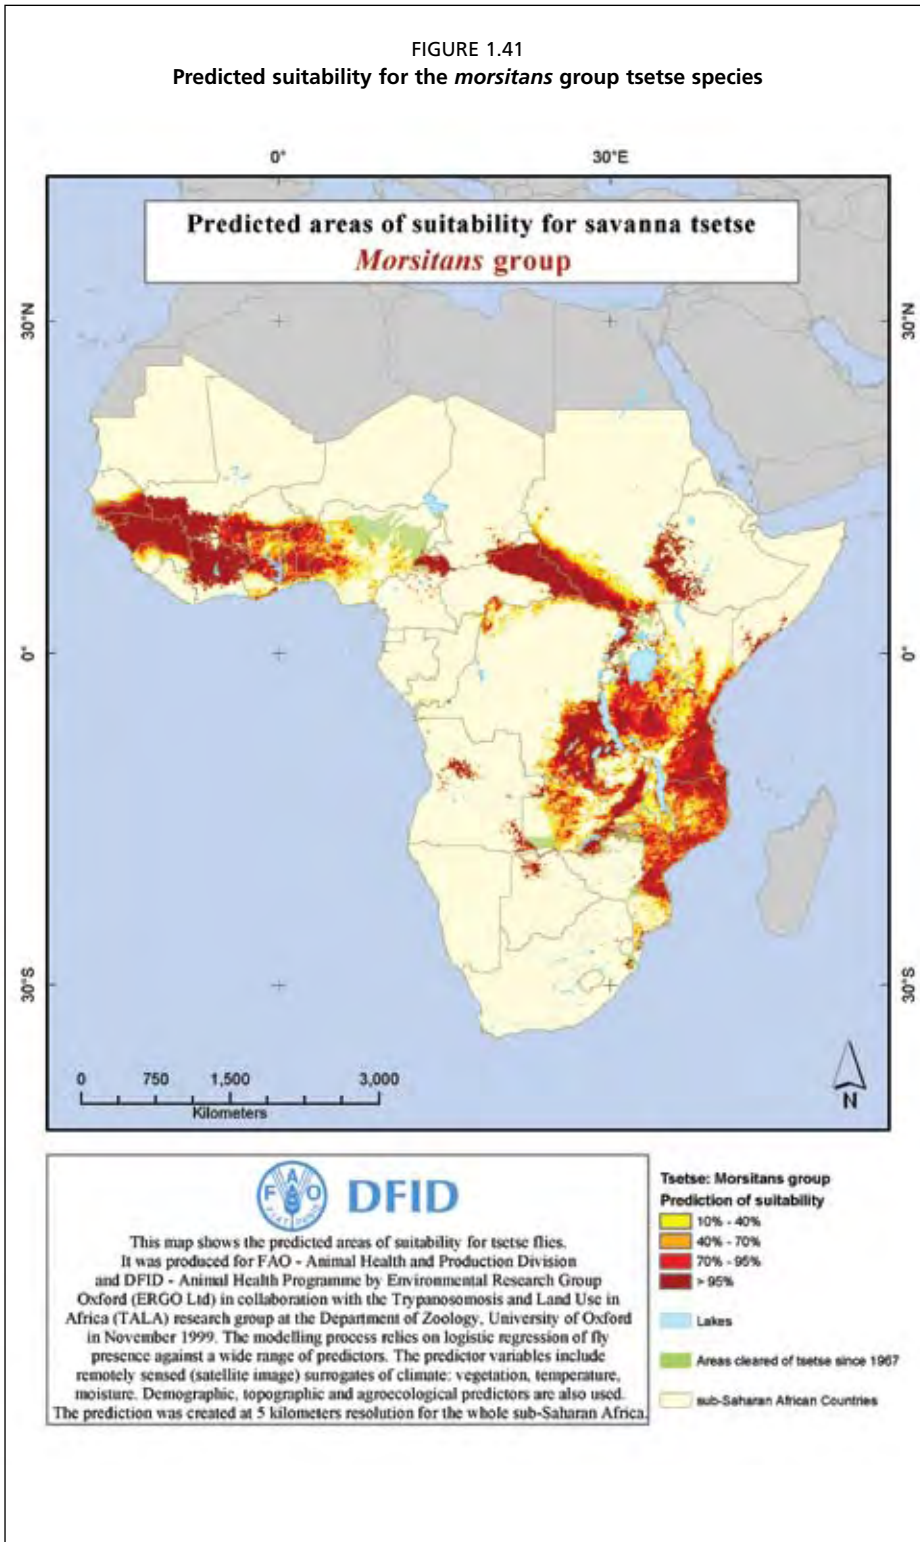 FIGURE 1.41
Predicted suitability for the morsitans group tsetse species
0° 30°E
Predicted areas of suitability for savanna tsetse
Morsitans group
30°N 30°N
0° 0°
30°S 30°S
0 750 1,500 3,000
Kilometers
N
FAO DFID
FIAT PANIS
This map shows the predicted areas of suitability for tsetse flies.
It was produced for FAO - Animal Health and Production Division
and DFID - Animal Health Programme by Environmental Research Group
Oxford (ERGO Ltd) in collaboration with the Trypanosomosis and Land Use in
Africa (TALA) research group at the Department of Zoology, University of Oxford
in November 1999. The modelling process relies on logistic regression of fly
presence against a wide range of predictors. The predictor variables include
remotely sensed (satellite image) surrogates of climate: vegetation, temperature,
moisture. Demographic, topographic and agroecological predictors are also used.
The prediction was created at 5 kilometers resolution for the whole sub-Saharan Africa.
Tsetse: Morsitans group
Prediction of suitability
10% - 40%
40% - 70%
70% - 95%
> 95%
Lakes
Areas cleared of tsetse since 1967
sub-Saharan African Countries